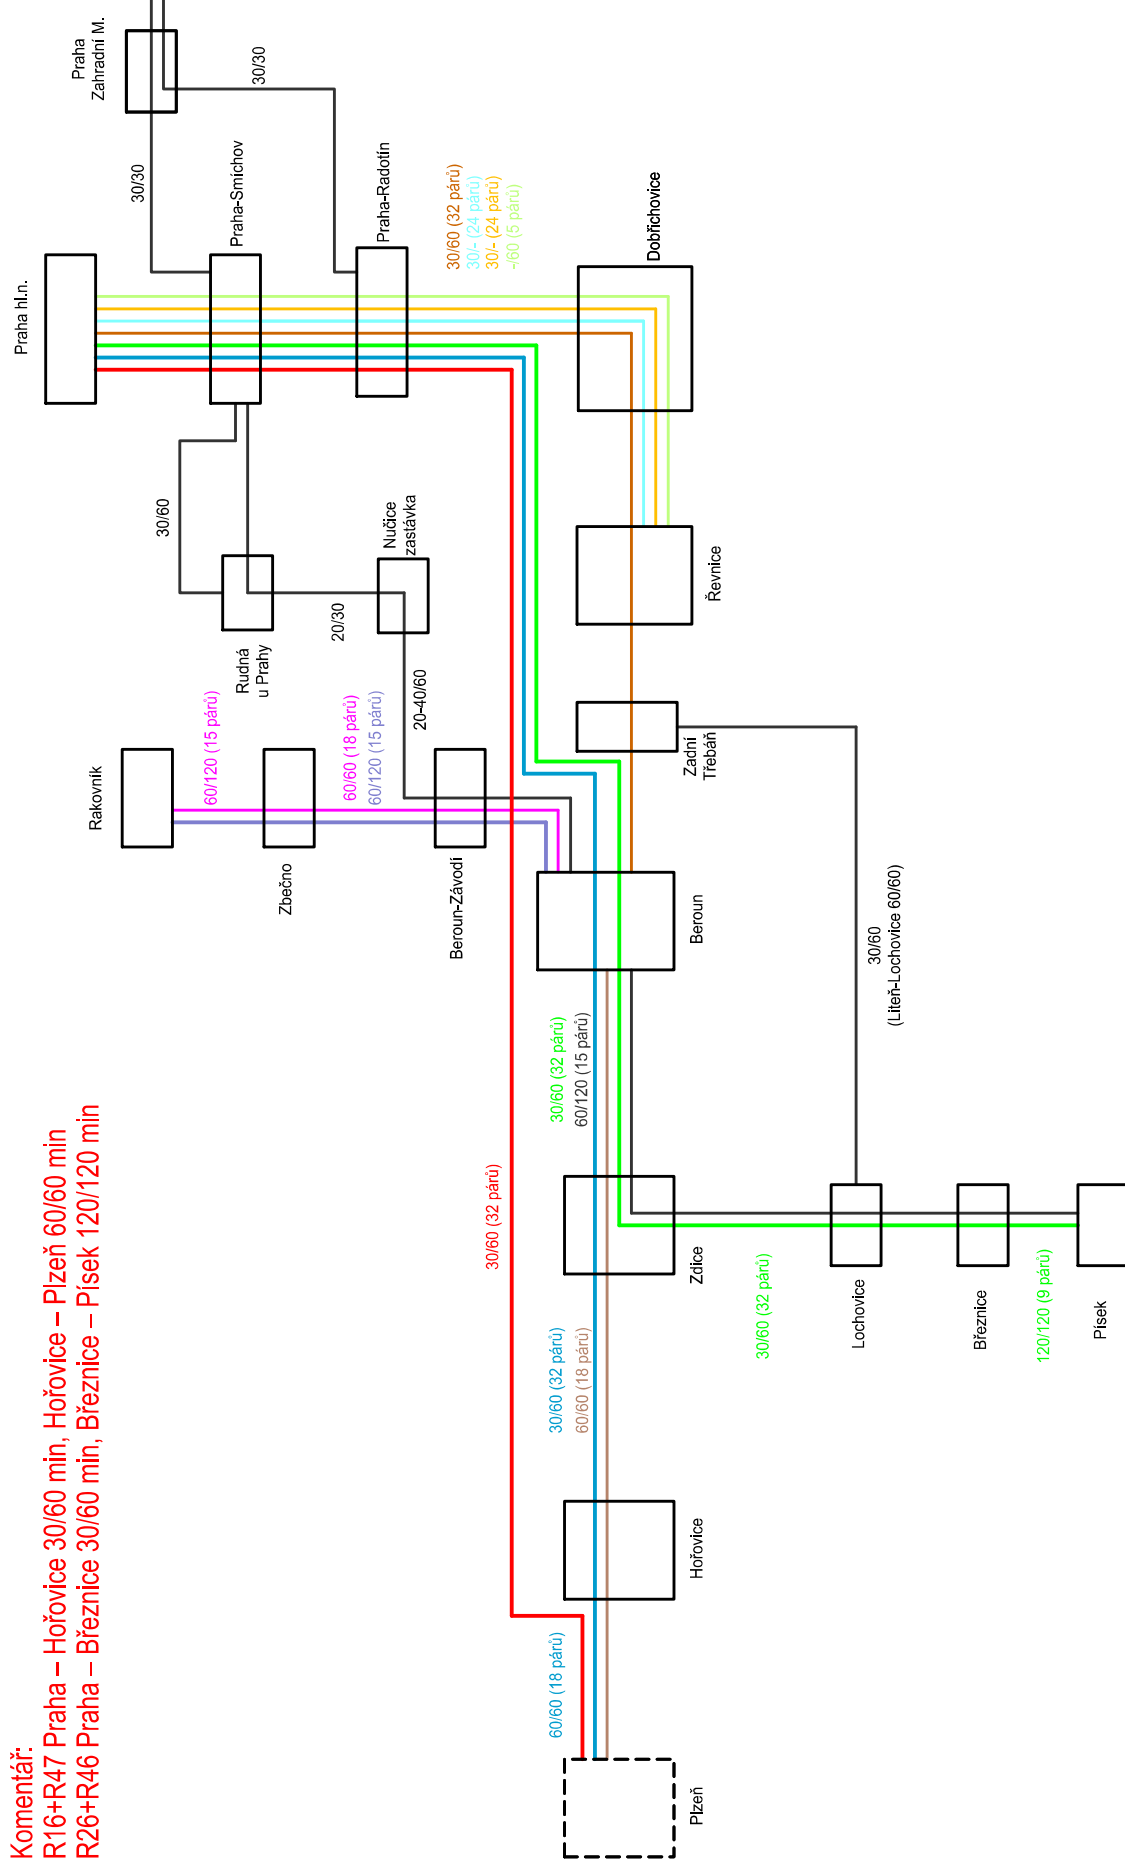 Komentář:
R16+R47 Praha – Hořovice 30/60 min, Hořovice – Plzeň 60/60 min
R26+R46 Praha – Březnice 30/60 min, Březnice – Písek 120/120 min
Plzeň
60/60 (18 párů)
Hořovice
30/60 (32 párů)
60/60 (18 párů)
Zdice
30/60 (32 párů)
30/60 (32 párů)
60/120 (15 párů)
30/60 (32 párů)
Lochovice
Březnice
120/120 (9 párů)
Písek
30/60
(Liteň-Lochovice 60/60)
Beroun
Beroun-Závodí
Zbečno
Rakovník
60/120 (15 párů)
60/60 (18 párů)
60/120 (15 párů)
20-40/60
Zadní
Třebáň
Rudná
u Prahy
20/30
30/60
Nučice
zastávka
Řevnice
Dobřichovice
30/60 (32 párů)
30/- (24 párů)
30/- (24 párů)
-/60 (5 párů)
Praha hl.n.
Praha-Smíchov
Praha-Radotín
30/30
30/30
Praha
Zahradní M.